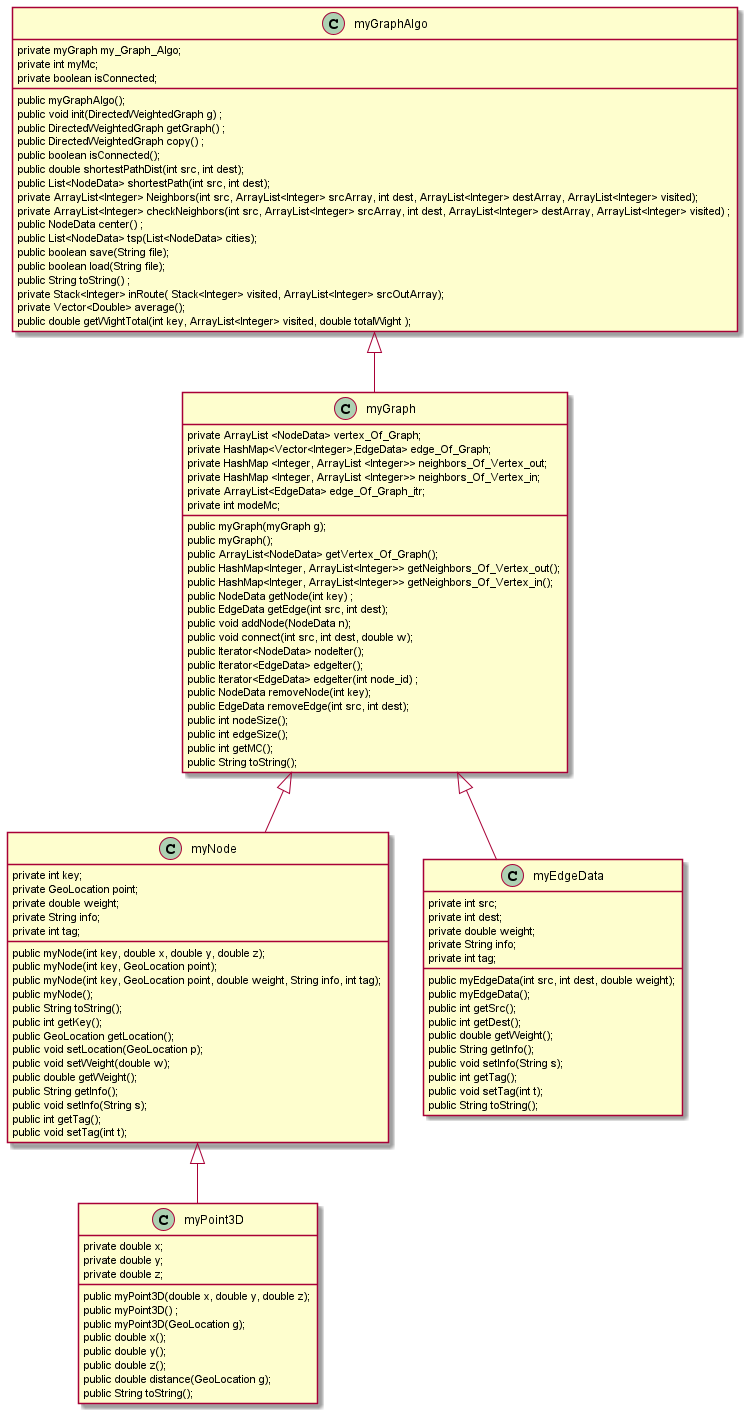 C myGraphAlgo
private myGraph my_Graph_Algo;
private int myMc;
private boolean isConnected;
public myGraphAlgo();
public void init(DirectedWeightedGraph g) ;
public DirectedWeightedGraph getGraph() ;
public DirectedWeightedGraph copy() ;
public boolean isConnected();
public double shortestPathDist(int src, int dest);
public List<NodeData> shortestPath(int src, int dest);
private ArrayList<Integer> Neighbors(int src, ArrayList<Integer> srcArray, int dest, ArrayList<Integer> destArray, ArrayList<Integer> visited);
private ArrayList<Integer> checkNeighbors(int src, ArrayList<Integer> srcArray, int dest, ArrayList<Integer> destArray, ArrayList<Integer> visited) ;
public NodeData center() ;
public List<NodeData> tsp(List<NodeData> cities);
public boolean save(String file);
public boolean load(String file);
public String toString() ;
private Stack<Integer> inRoute( Stack<Integer> visited, ArrayList<Integer> srcOutArray);
private Vector<Double> average();
public double getWightTotal(int key, ArrayList<Integer> visited, double totalWight );
C myGraph
private ArrayList <NodeData> vertex_Of_Graph;
private HashMap<Vector<Integer>,EdgeData> edge_Of_Graph;
private HashMap <Integer, ArrayList <Integer>> neighbors_Of_Vertex_out;
private HashMap <Integer, ArrayList <Integer>> neighbors_Of_Vertex_in;
private ArrayList<EdgeData> edge_Of_Graph_itr;
private int modeMc;
public myGraph(myGraph g);
public myGraph();
public ArrayList<NodeData> getVertex_Of_Graph();
public HashMap<Integer, ArrayList<Integer>> getNeighbors_Of_Vertex_out();
public HashMap<Integer, ArrayList<Integer>> getNeighbors_Of_Vertex_in();
public NodeData getNode(int key) ;
public EdgeData getEdge(int src, int dest);
public void addNode(NodeData n);
public void connect(int src, int dest, double w);
public Iterator<NodeData> nodeIter();
public Iterator<EdgeData> edgeIter();
public Iterator<EdgeData> edgeIter(int node_id) ;
public NodeData removeNode(int key);
public EdgeData removeEdge(int src, int dest);
public int nodeSize();
public int edgeSize();
public int getMC();
public String toString();
C myNode
private int key;
private GeoLocation point;
private double weight;
private String info;
private int tag;
public myNode(int key, double x, double y, double z);
public myNode(int key, GeoLocation point);
public myNode(int key, GeoLocation point, double weight, String info, int tag);
public myNode();
public String toString();
public int getKey();
public GeoLocation getLocation();
public void setLocation(GeoLocation p);
public void setWeight(double w);
public double getWeight();
public String getInfo();
public void setInfo(String s);
public int getTag();
public void setTag(int t);
C myEdgeData
private int src;
private int dest;
private double weight;
private String info;
private int tag;
public myEdgeData(int src, int dest, double weight);
public myEdgeData();
public int getSrc();
public int getDest();
public double getWeight();
public String getInfo();
public void setInfo(String s);
public int getTag();
public void setTag(int t);
public String toString();
C myPoint3D
private double x;
private double y;
private double z;
public myPoint3D(double x, double y, double z);
public myPoint3D() ;
public myPoint3D(GeoLocation g);
public double x();
public double y();
public double z();
public double distance(GeoLocation g);
public String toString();